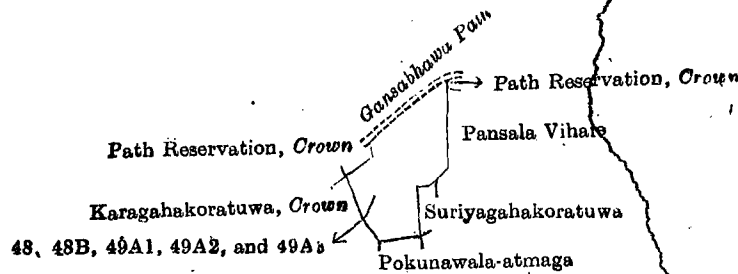 Gansabhawa Path
Path Reservation, Crown
Pansala Vihare
Path Reservation, Crown
Karagahakoratuwa, Crown
Suriyagahakoratuwa
48, 48B, 49A1, 49A2, and 49A3
Pokunawala-atmaga